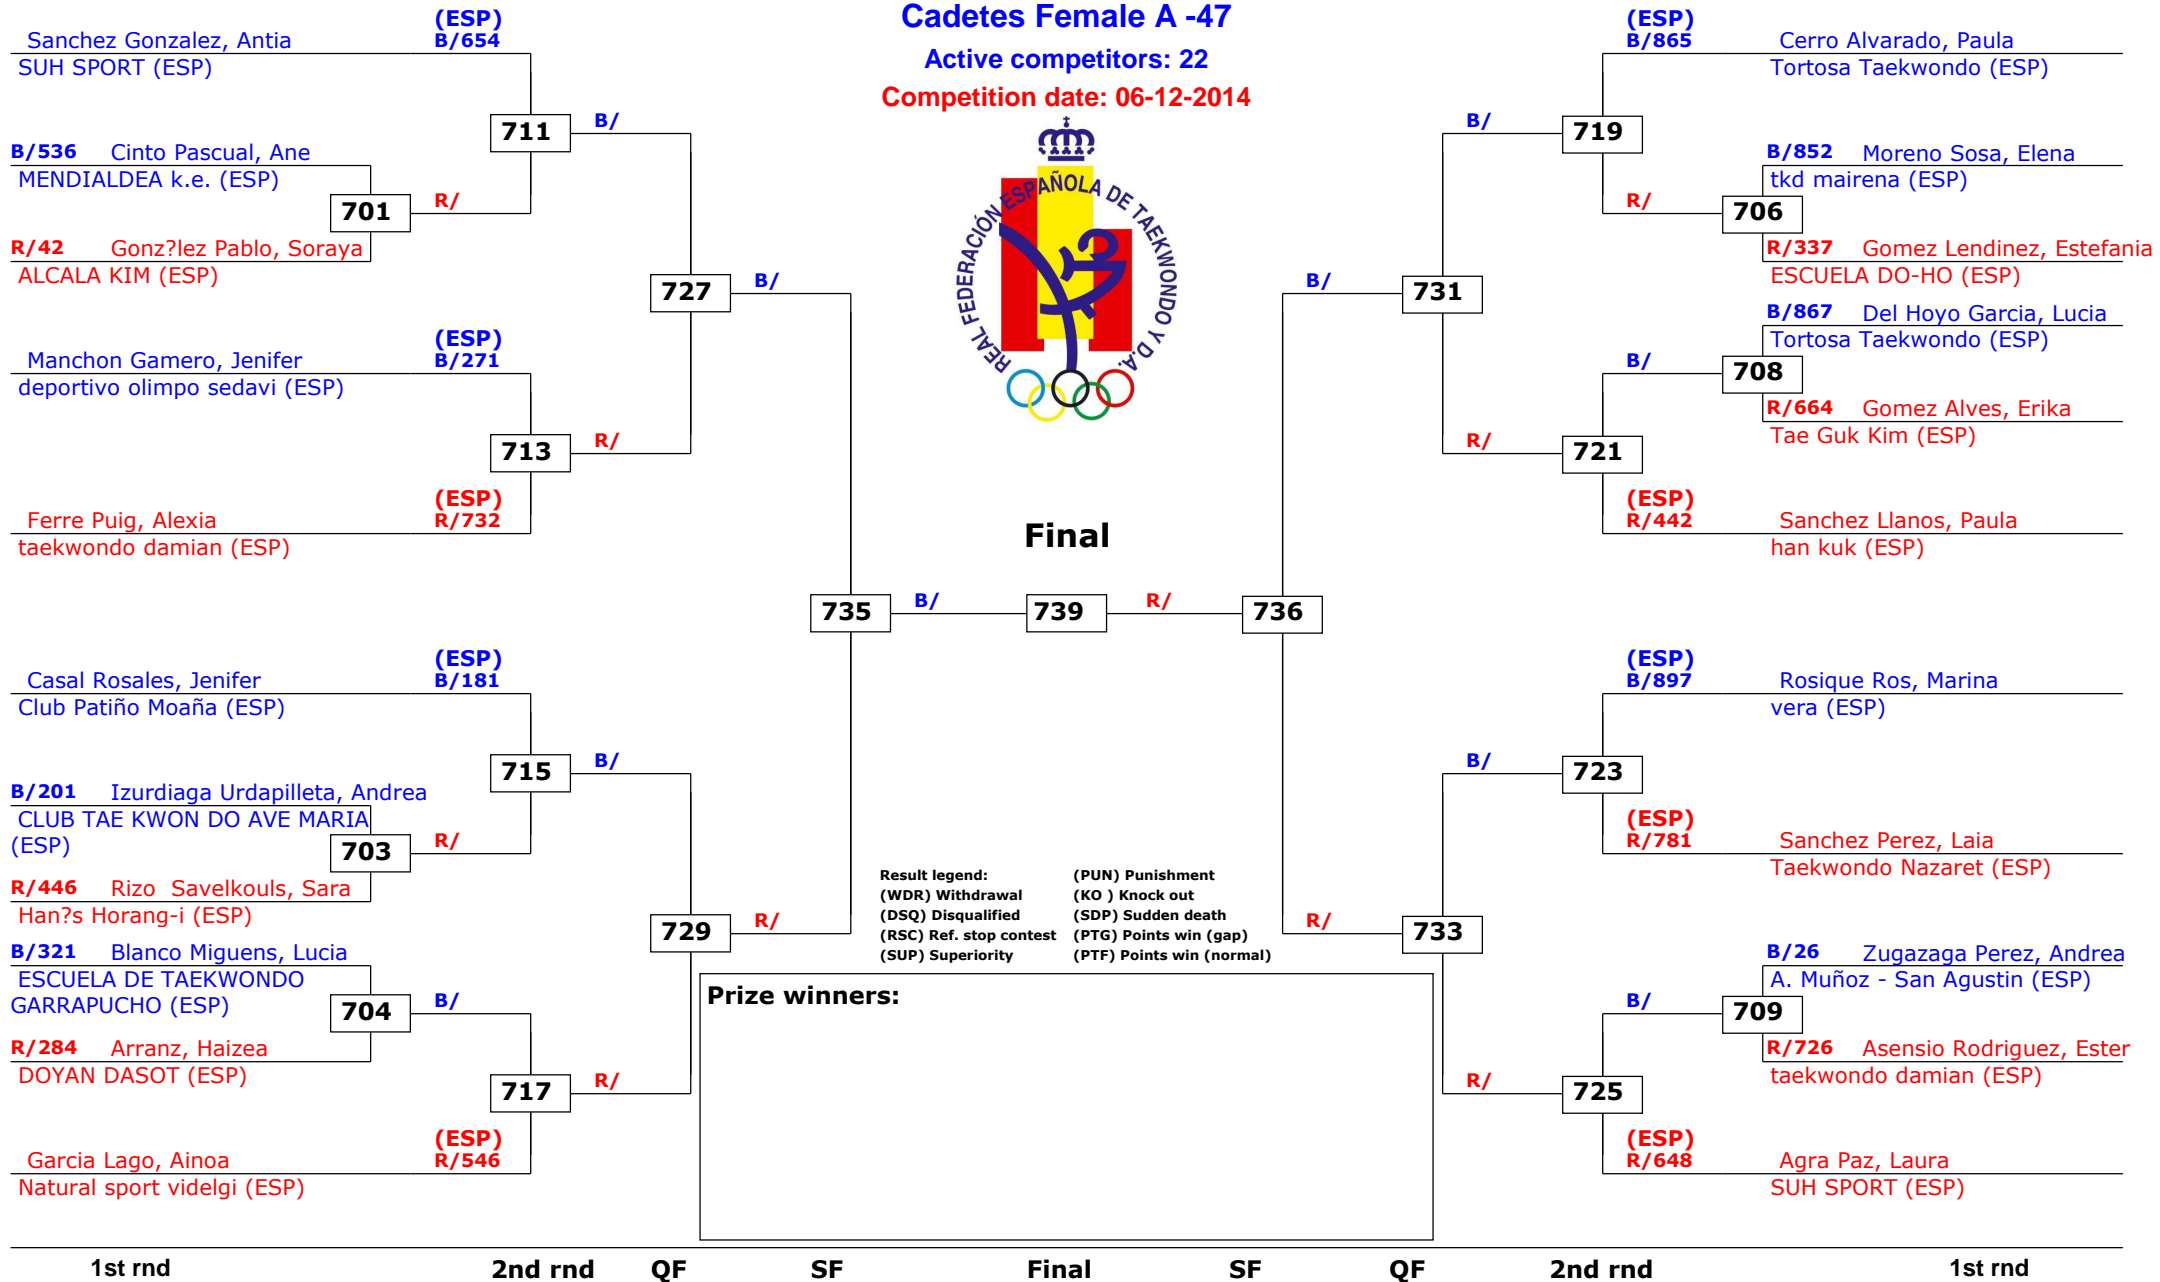 Cadetes Female A -47
Active competitors: 22
Competition date: 06-12-2014
REAL FEDERACIÓN ESPAÑOLA DE TAEKWONDO Y D.A.
(ESP)
Sanchez Gonzalez, Antia B/654
SUH SPORT (ESP)
711
B/
B/536 Cinto Pascual, Ane
MENDIALDEA k.e. (ESP)
701
R/
R/42 Gonz?lez Pablo, Soraya
ALCALA KIM (ESP)
727
B/
(ESP)
Manchon Gamero, Jenifer B/271
deportivo olimpo sedavi (ESP)
713
R/
(ESP)
Ferre Puig, Alexia R/732
taekwondo damian (ESP)
735
B/
(ESP)
Casal Rosales, Jenifer B/181
Club Patiño Moaña (ESP)
715
B/
B/201 Izurdiaga Urdapilleta, Andrea
CLUB TAE KWON DO AVE MARIA
(ESP)
703
R/
R/446 Rizo Savelkouls, Sara
Han?s Horang-i (ESP)
729
R/
B/321 Blanco Miguens, Lucia
ESCUELA DE TAEKWONDO
GARRAPUCHO (ESP)
704
B/
R/284 Arranz, Haizea
DOYAN DASOT (ESP)
717
R/
(ESP)
Garcia Lago, Ainoa R/546
Natural sport videlgi (ESP)
Final
739
R/
736
(ESP)
B/865 Cerro Alvarado, Paula
Tortosa Taekwondo (ESP)
B/
719
B/852 Moreno Sosa, Elena
tkd mairena (ESP)
R/
706
R/337 Gomez Lendinez, Estefania
ESCUELA DO-HO (ESP)
B/
731
B/867 Del Hoyo Garcia, Lucia
Tortosa Taekwondo (ESP)
B/
708
R/664 Gomez Alves, Erika
Tae Guk Kim (ESP)
R/
721
(ESP)
R/442 Sanchez Llanos, Paula
han kuk (ESP)
(ESP)
B/897 Rosique Ros, Marina
vera (ESP)
B/
723
(ESP)
R/781 Sanchez Perez, Laia
Taekwondo Nazaret (ESP)
R/
733
B/26 Zugazaga Perez, Andrea
A. Muñoz - San Agustin (ESP)
B/
709
R/726 Asensio Rodriguez, Ester
taekwondo damian (ESP)
R/
725
(ESP)
R/648 Agra Paz, Laura
SUH SPORT (ESP)
Result legend: (PUN) Punishment
(WDR) Withdrawal (KO ) Knock out
(DSQ) Disqualified (SDP) Sudden death
(RSC) Ref. stop contest (PTG) Points win (gap)
(SUP) Superiority (PTF) Points win (normal)
Prize winners:
1st rnd 2nd rnd QF SF Final SF QF 2nd rnd 1st rnd